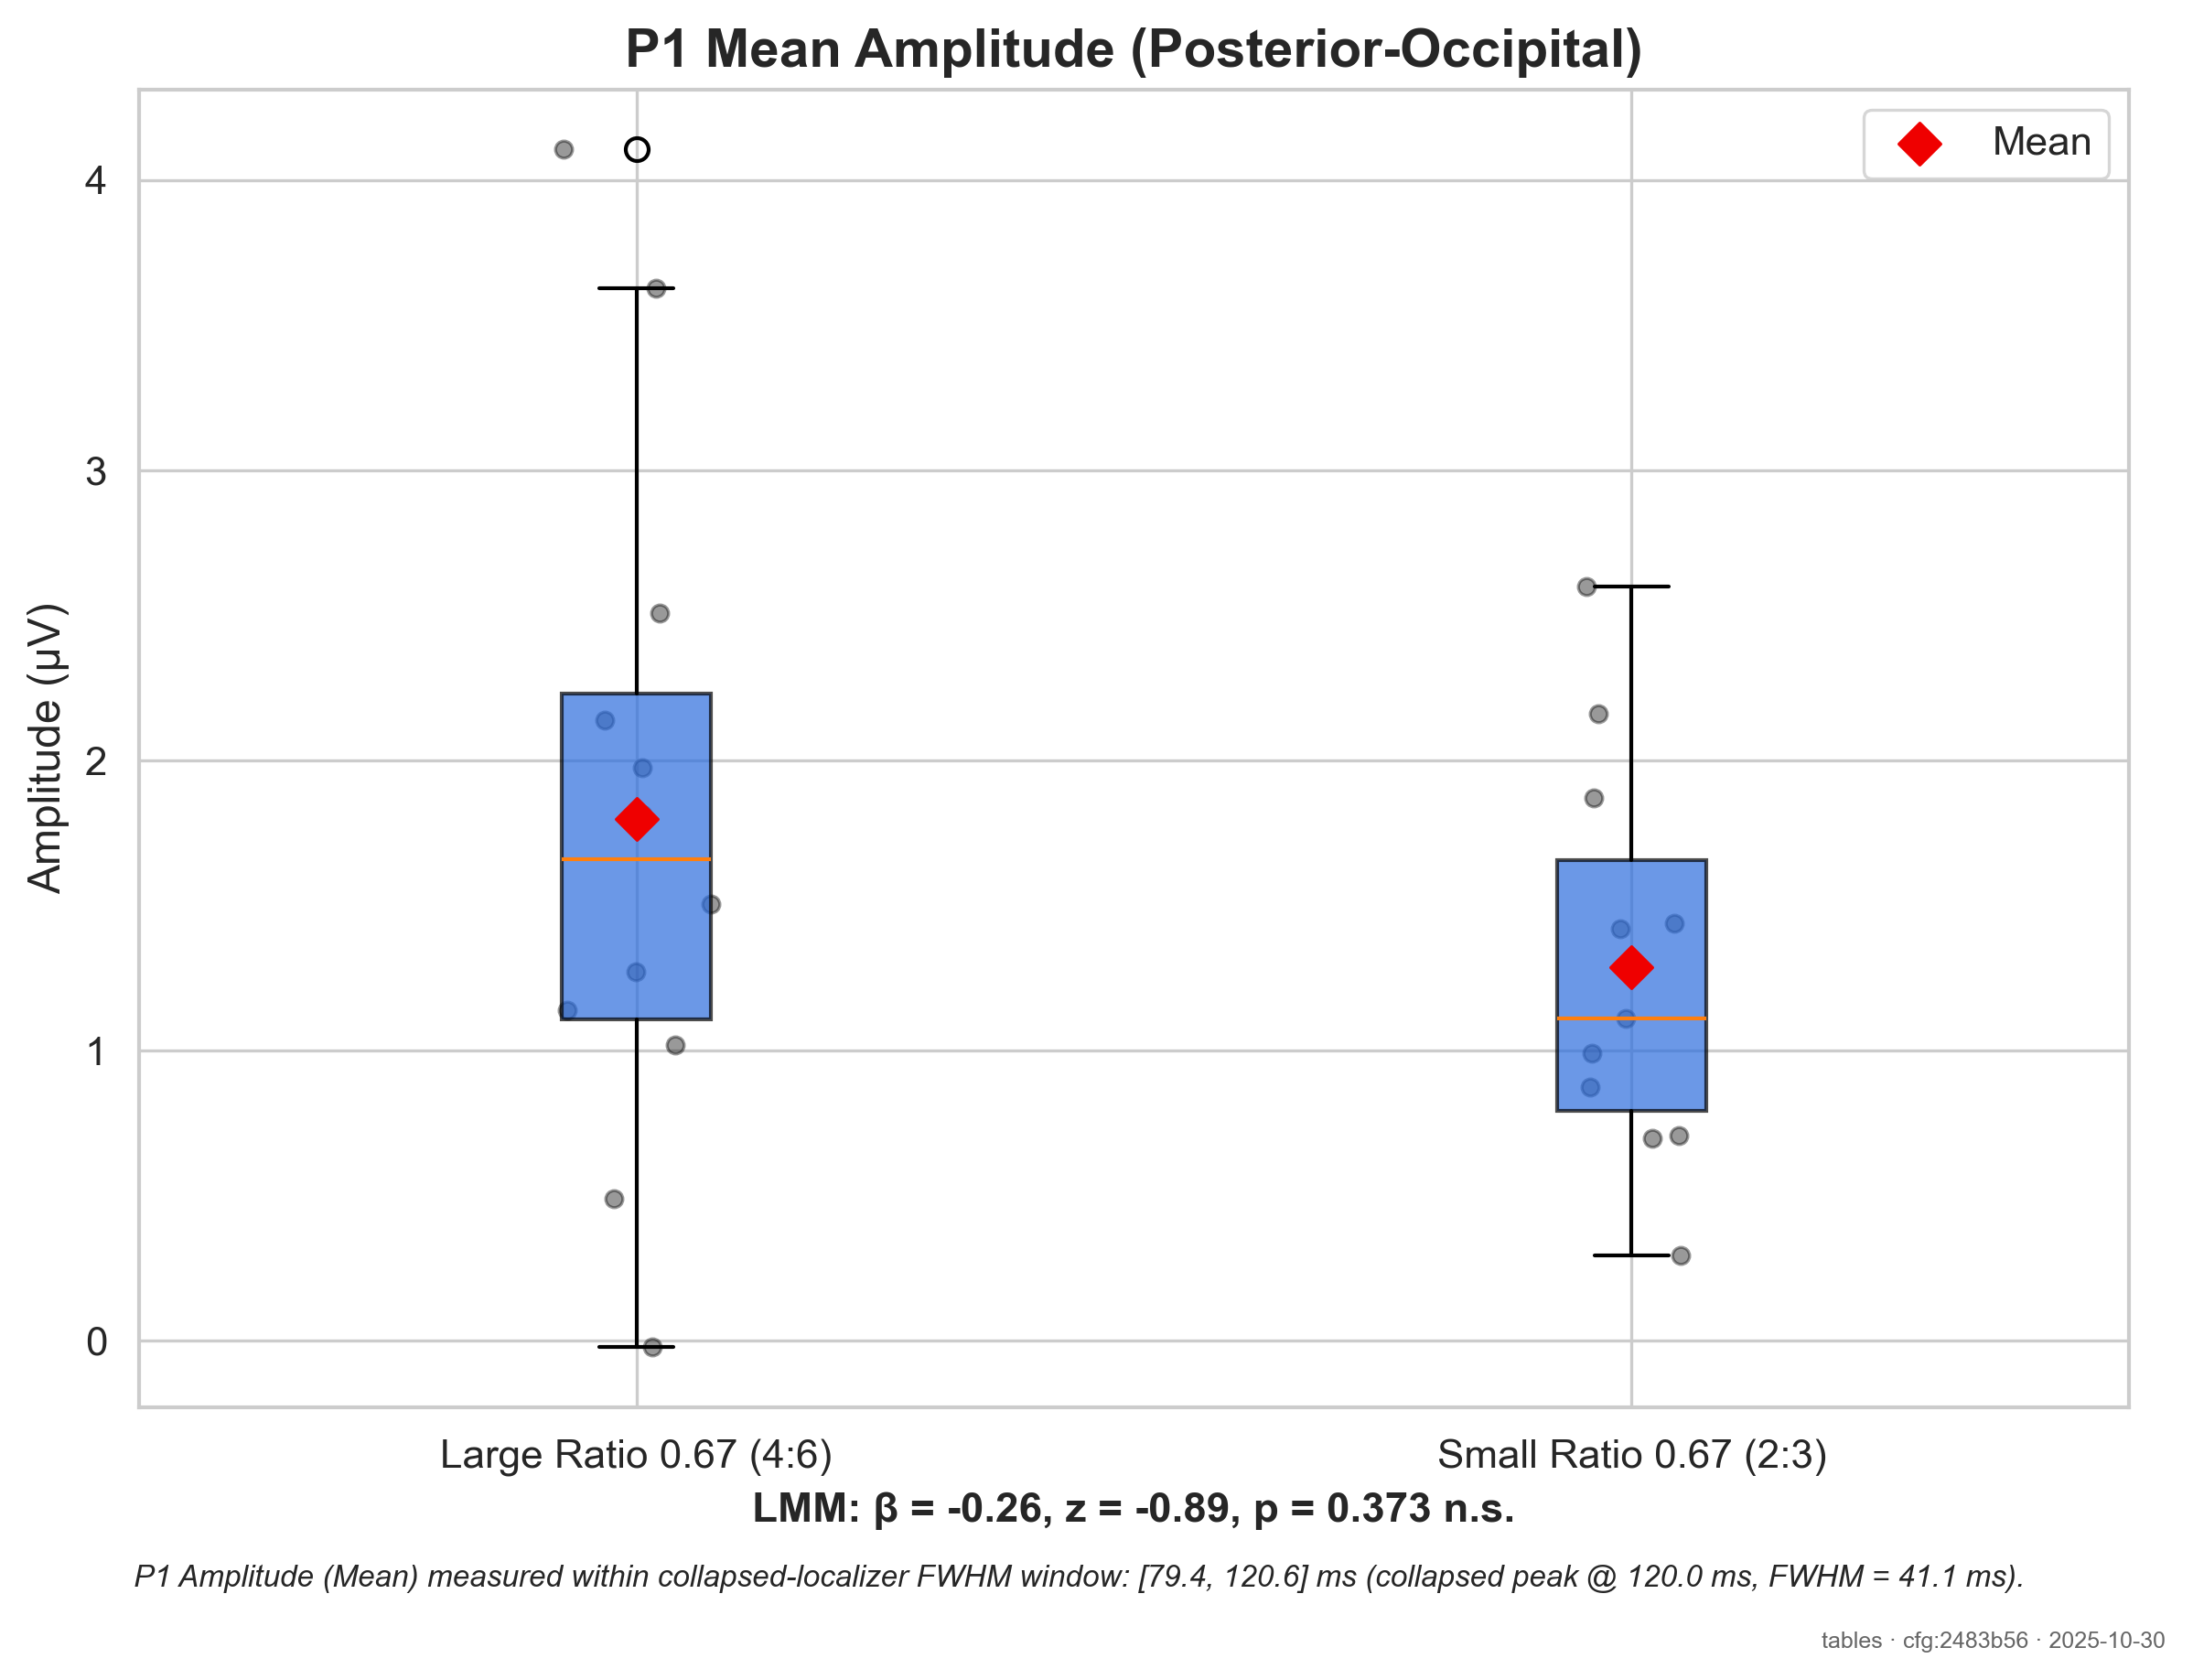 P1 Mean Amplitude (Posterior-Occipital)
Mean
Amplitude (µV)
4
3
2
1
0
Large Ratio 0.67 (4:6)
Small Ratio 0.67 (2:3)
LMM: β = -0.26, z = -0.89, p = 0.373 n.s.
P1 Amplitude (Mean) measured within collapsed-localizer FWHM window: [79.4, 120.6] ms (collapsed peak @ 120.0 ms, FWHM = 41.1 ms).
tables · cfg:2483b56 · 2025-10-30